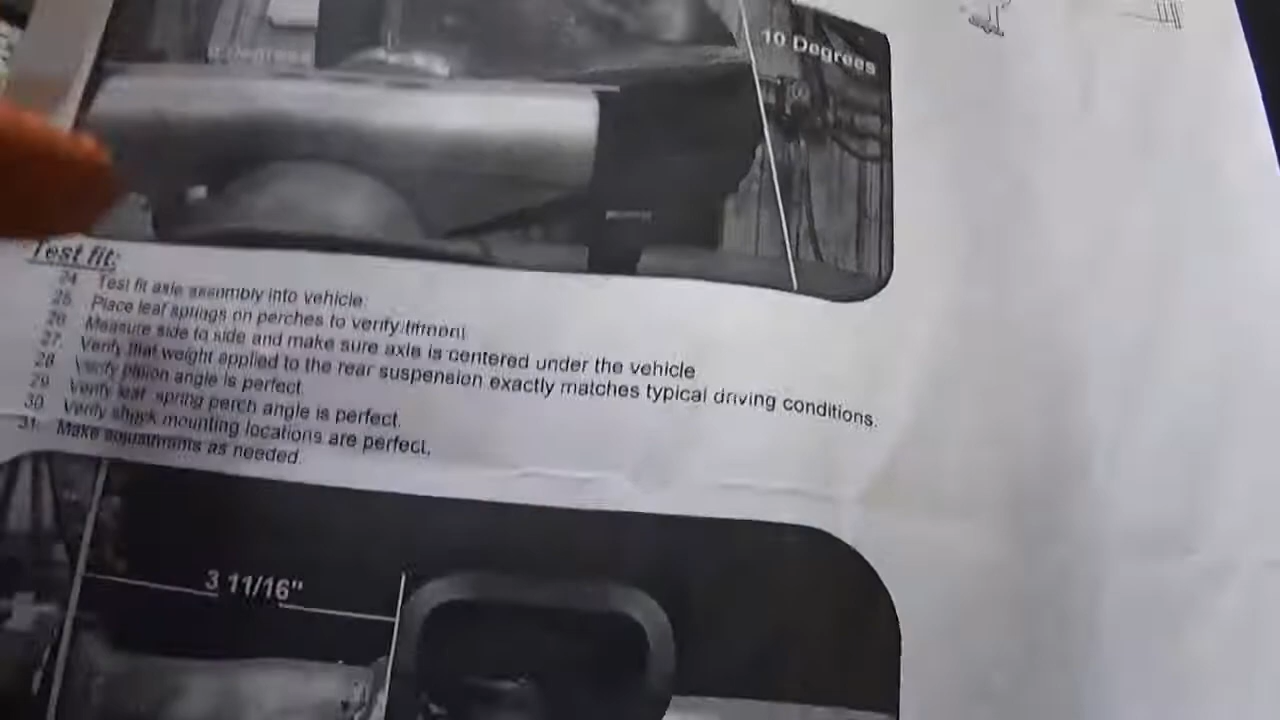 0 Degrees
10 Degrees
Test fit:
24. Test fit axle assembly into vehicle.
25. Place leaf springs on perches to verify fitment.
26. Measure side to side and make sure axle is centered under the vehicle
27. Verify that weight applied to the rear suspension exactly matches typical driving conditions.
28. Verify pinion angle is perfect.
29. Verify leaf spring perch angle is perfect.
30. Verify shock mounting locations are perfect.
31. Make adjustments as needed.
3 11/16"